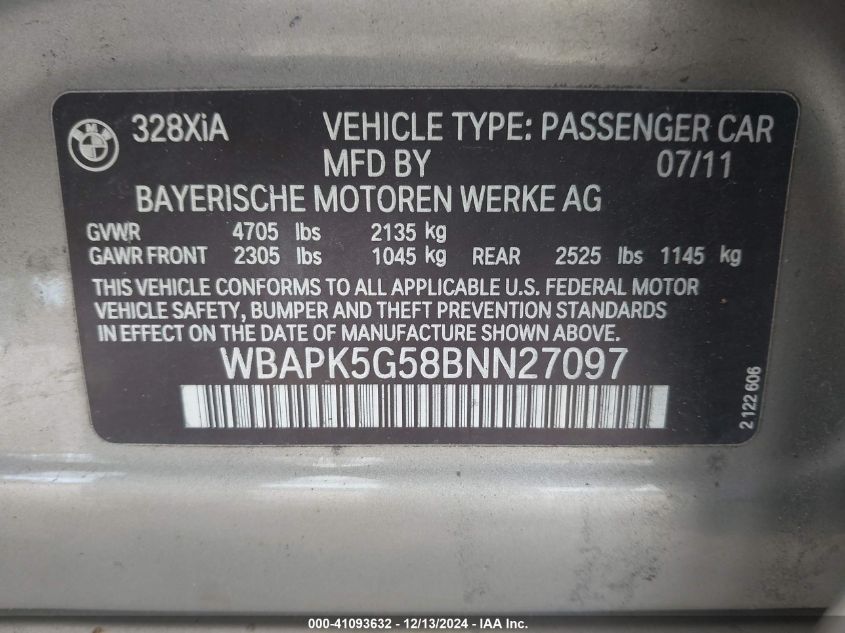 BMW
328XiA VEHICLE TYPE: PASSENGER CAR
MFD BY 07/11
BAYERISCHE MOTOREN WERKE AG
GVWR 4705 lbs 2135 kg
GAWR FRONT 2305 lbs 1045 kg REAR 2525 lbs 1145 kg
THIS VEHICLE CONFORMS TO ALL APPLICABLE U.S. FEDERAL MOTOR
VEHICLE SAFETY, BUMPER AND THEFT PREVENTION STANDARDS
IN EFFECT ON THE DATE OF MANUFACTURE SHOWN ABOVE.
WBAPK5G58BNN27097
2 122 606
000-41093632 - 12/13/2024 - IAA Inc.